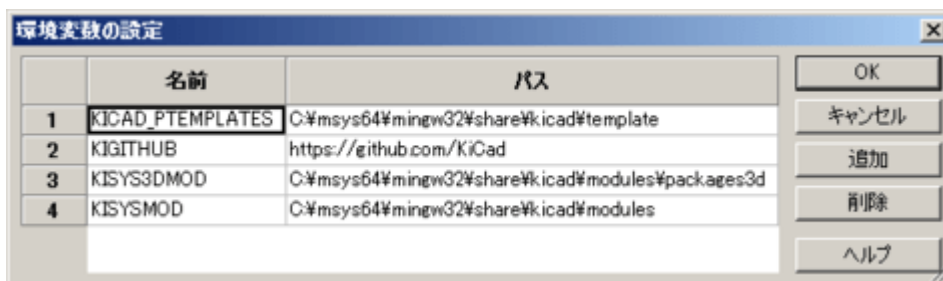 環境変数の設定
名前 パス
1 KICAD_PTEMPLATES C:¥msys64¥mingw32¥share¥kicad¥template
2 KIGITHUB https://github.com/KiCad
3 KISYS3DMOD C:¥msys64¥mingw32¥share¥kicad¥modules¥packages3d
4 KISYSMOD C:¥msys64¥mingw32¥share¥kicad¥modules
OK
キャンセル
追加
削除
ヘルプ